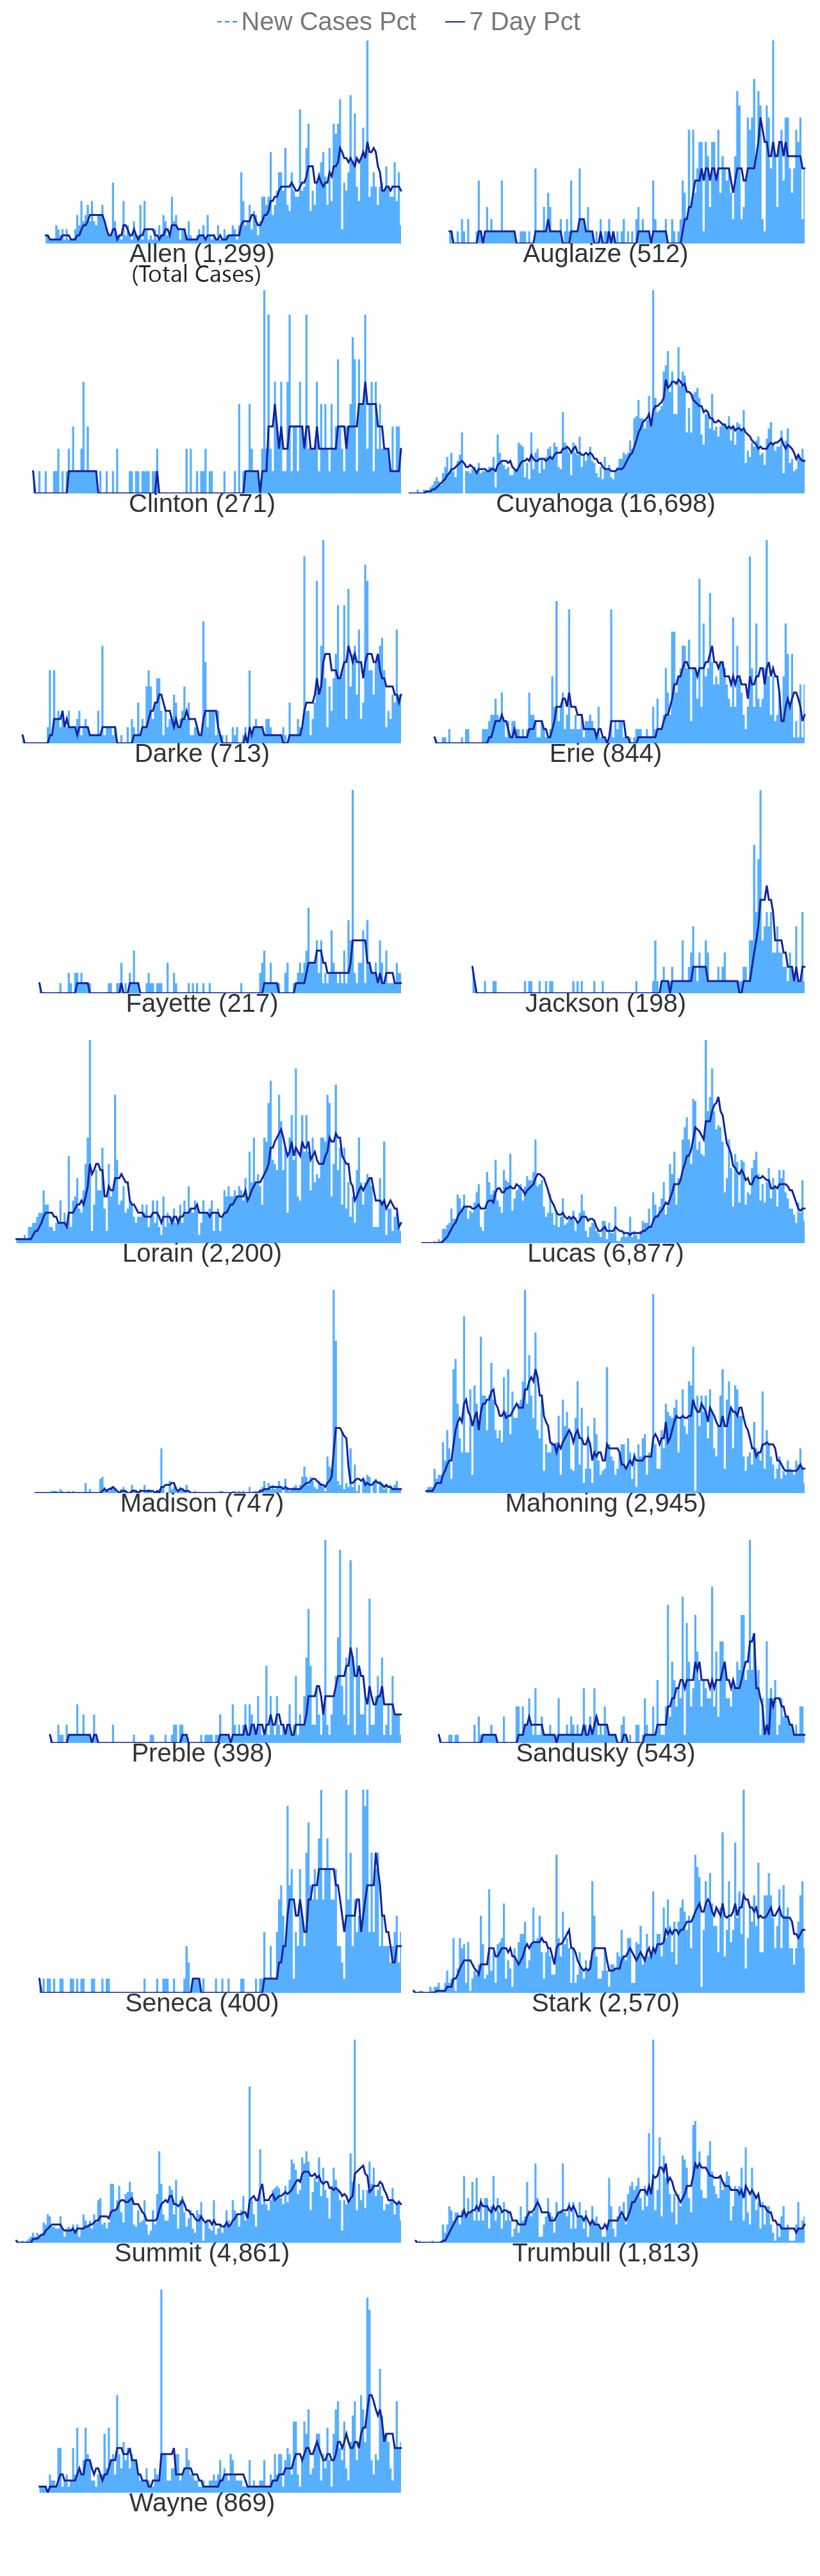 New Cases Pct 7 Day Pct
Allen (1,299) Auglaize (512)
(Total Cases)
Clinton (271) Cuyahoga (16,698)
Darke (713) Erie (844)
Fayette (217) Jackson (198)
Lorain (2,200) Lucas (6,877)
Madison (747) Mahoning (2,945)
Preble (398) Sandusky (543)
Seneca (400) Stark (2,570)
Summit (4,861) Trumbull (1,813)
Wayne (869)